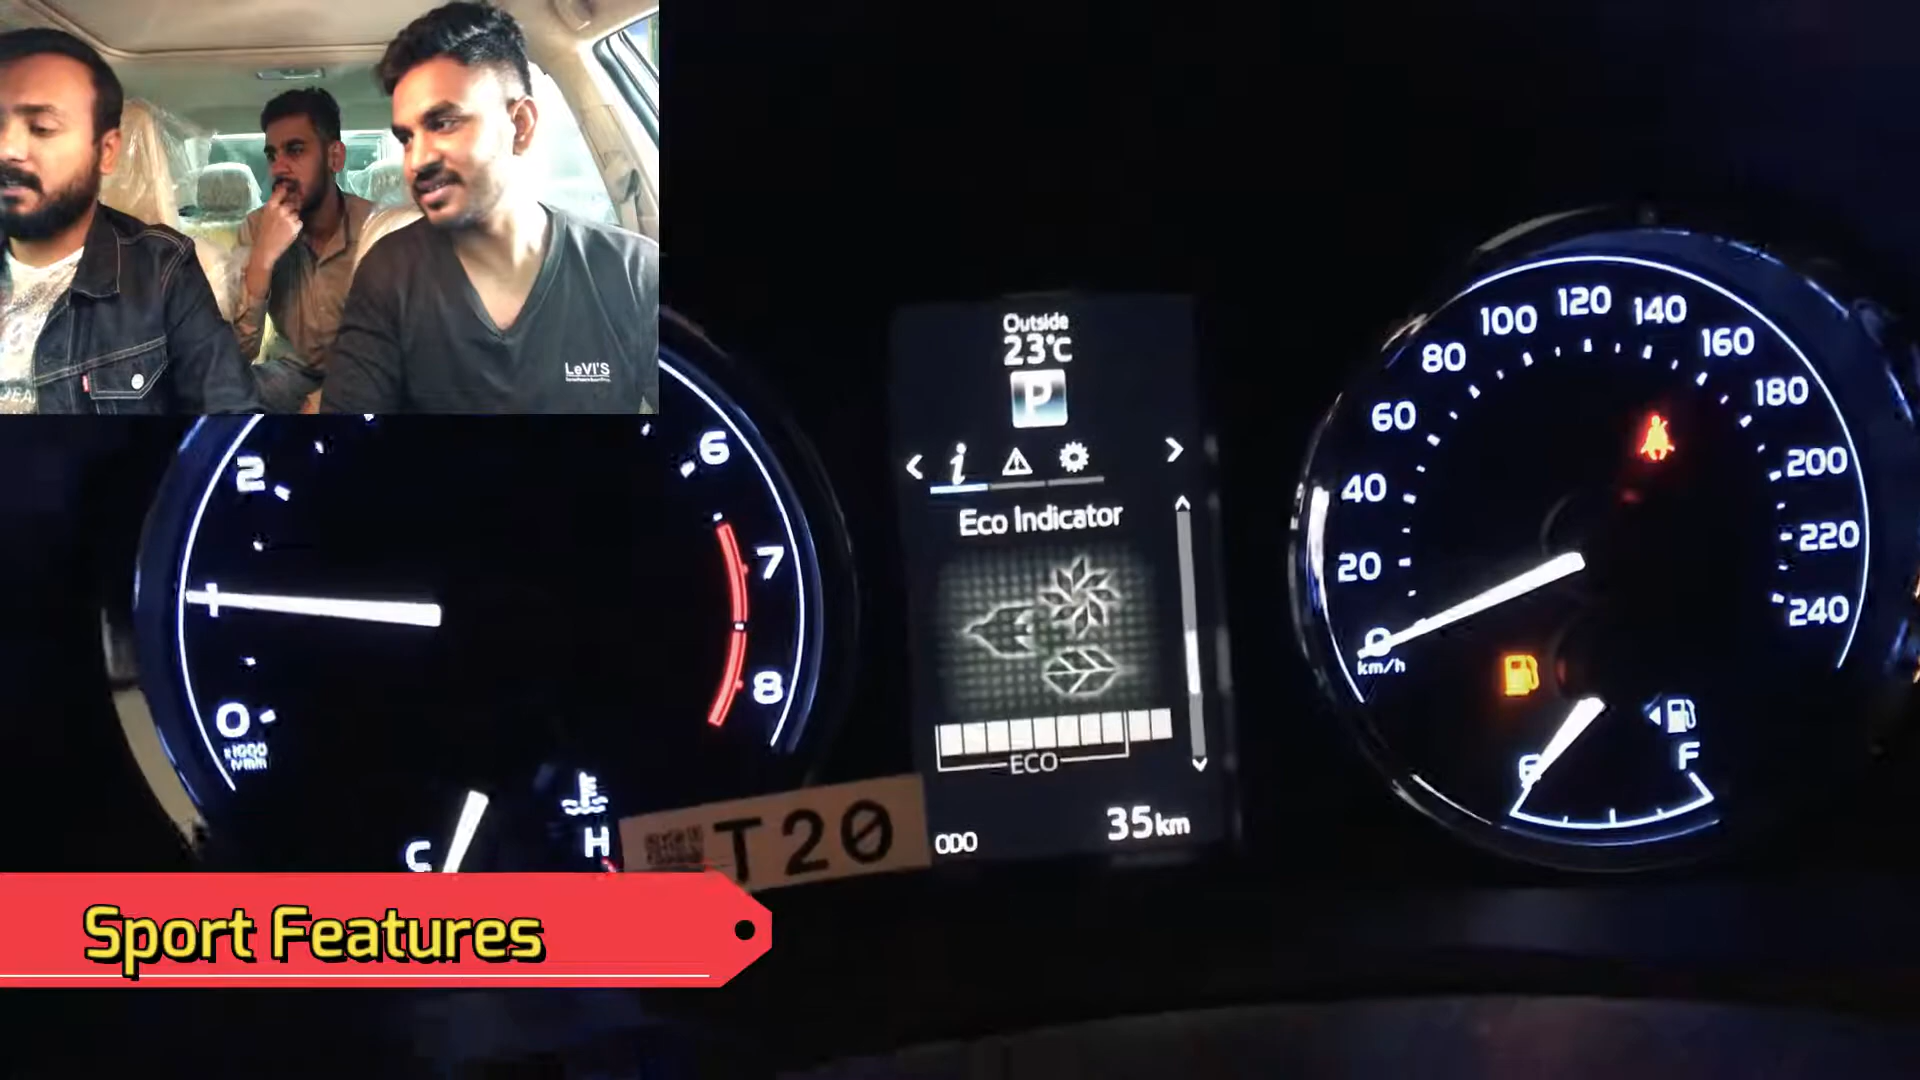 LEVI'S
2
1
0
x1000
r/min
6
7
8
C
H
T20
Outside
23°C
P
i
Eco Indicator
ECO
ODO 35km
0
20
40
60
80
100
120
140
160
180
200
220
240
km/h
E
F
Sport Features